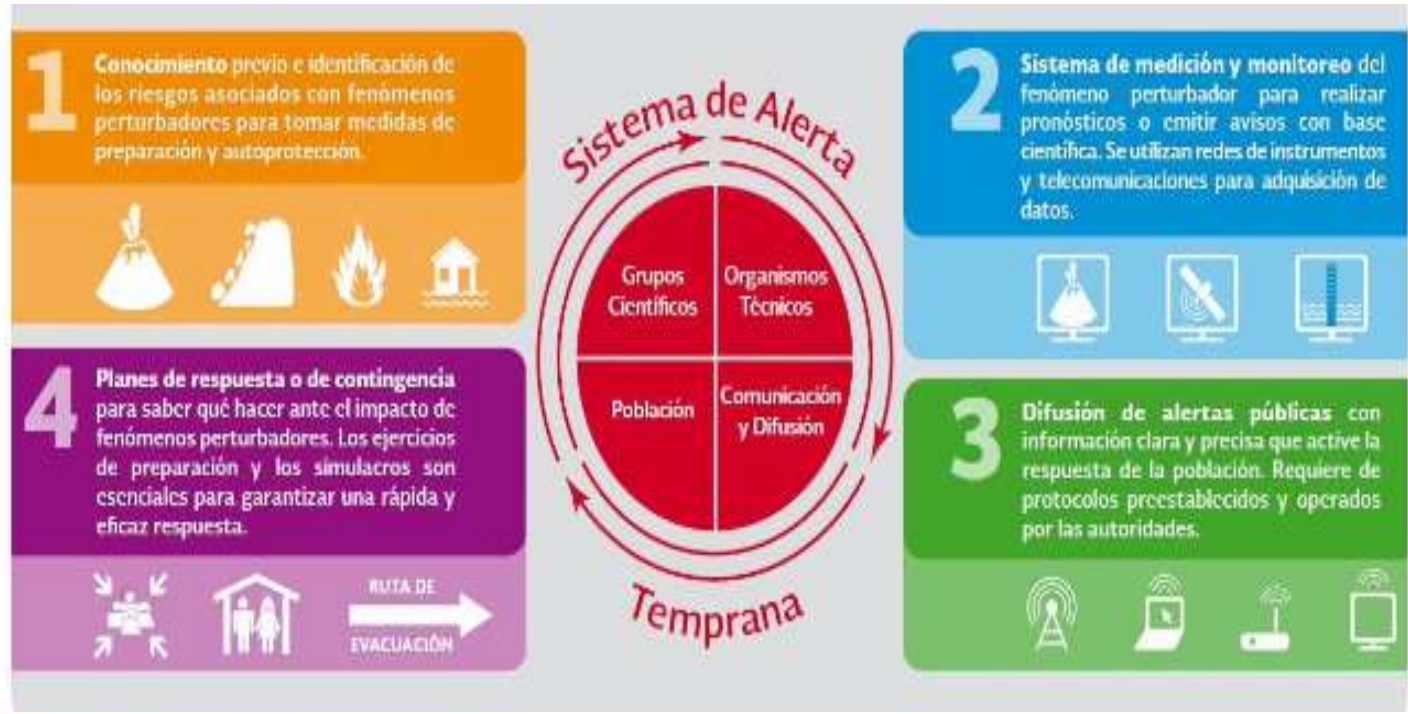 1
Conocimiento previo e identificación de
los riesgos asociados con fenómenos
perturbadores para tomar medidas de
preparación y autoprotección.
2
Sistema de medición y monitoreo del
fenómeno perturbador para realizar
pronósticos o emitir avisos con base
científica. Se utilizan redes de instrumentos
y telecomunicaciones para adquisición de
datos.
Sistema de Alerta
Grupos
Científicos
Organismos
Técnicos
Población
Comunicación
y Difusión
Temprana
3
Difusión de alertas públicas con
información clara y precisa que active la
respuesta de la población. Requiere de
protocolos preestablecidos y operados
por las autoridades.
4
Planes de respuesta o de contingencia
para saber qué hacer ante el impacto de
fenómenos perturbadores. Los ejercicios
de preparación y los simulacros son
esenciales para garantizar una rápida y
eficaz respuesta.
RUTA DE
EVACUACIÓN